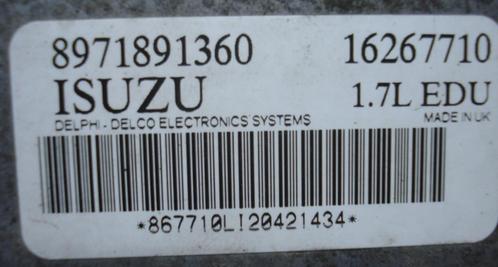 8971891360 16267710
ISUZU 1.7L EDU
DELPHI - DELCO ELECTRONICS SYSTEMS MADE IN UK
*867710LI20421434*